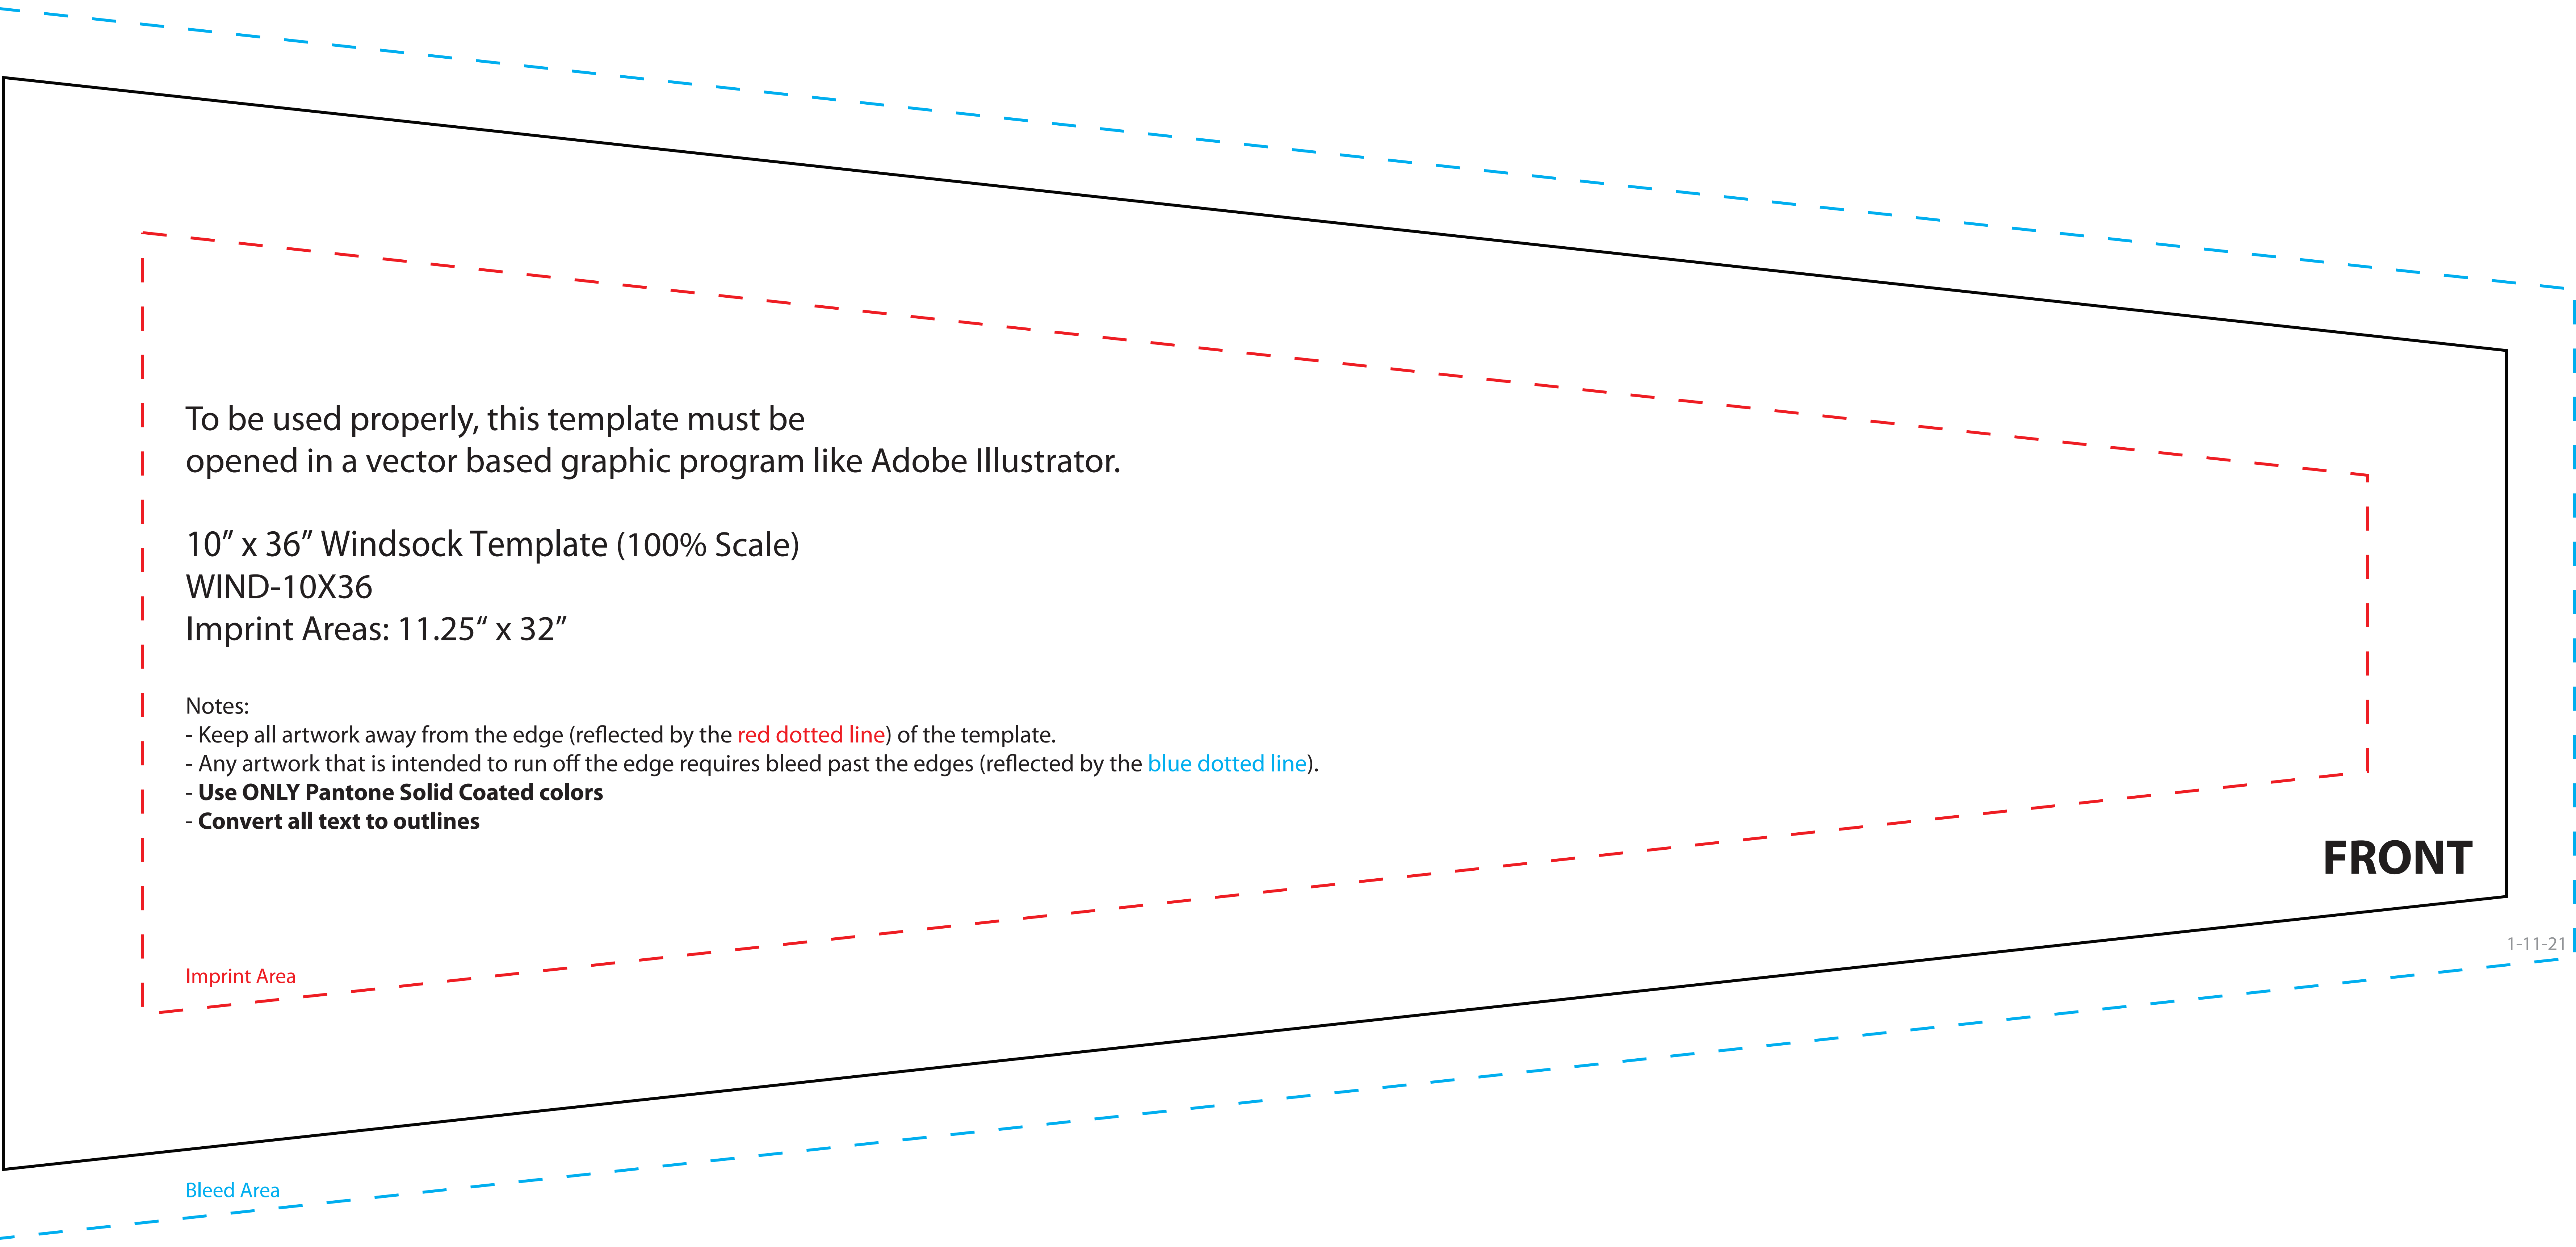 To be used properly, this template must be
opened in a vector based graphic program like Adobe Illustrator.
10” x 36” Windsock Template (100% Scale)
WIND-10X36
Imprint Areas: 11.25“ x 32”
Notes:
- Keep all artwork away from the edge (reflected by the red dotted line) of the template.
- Any artwork that is intended to run off the edge requires bleed past the edges (reflected by the blue dotted line).
- Use ONLY Pantone Solid Coated colors
- Convert all text to outlines
FRONT
1-11-21
Imprint Area
Bleed Area